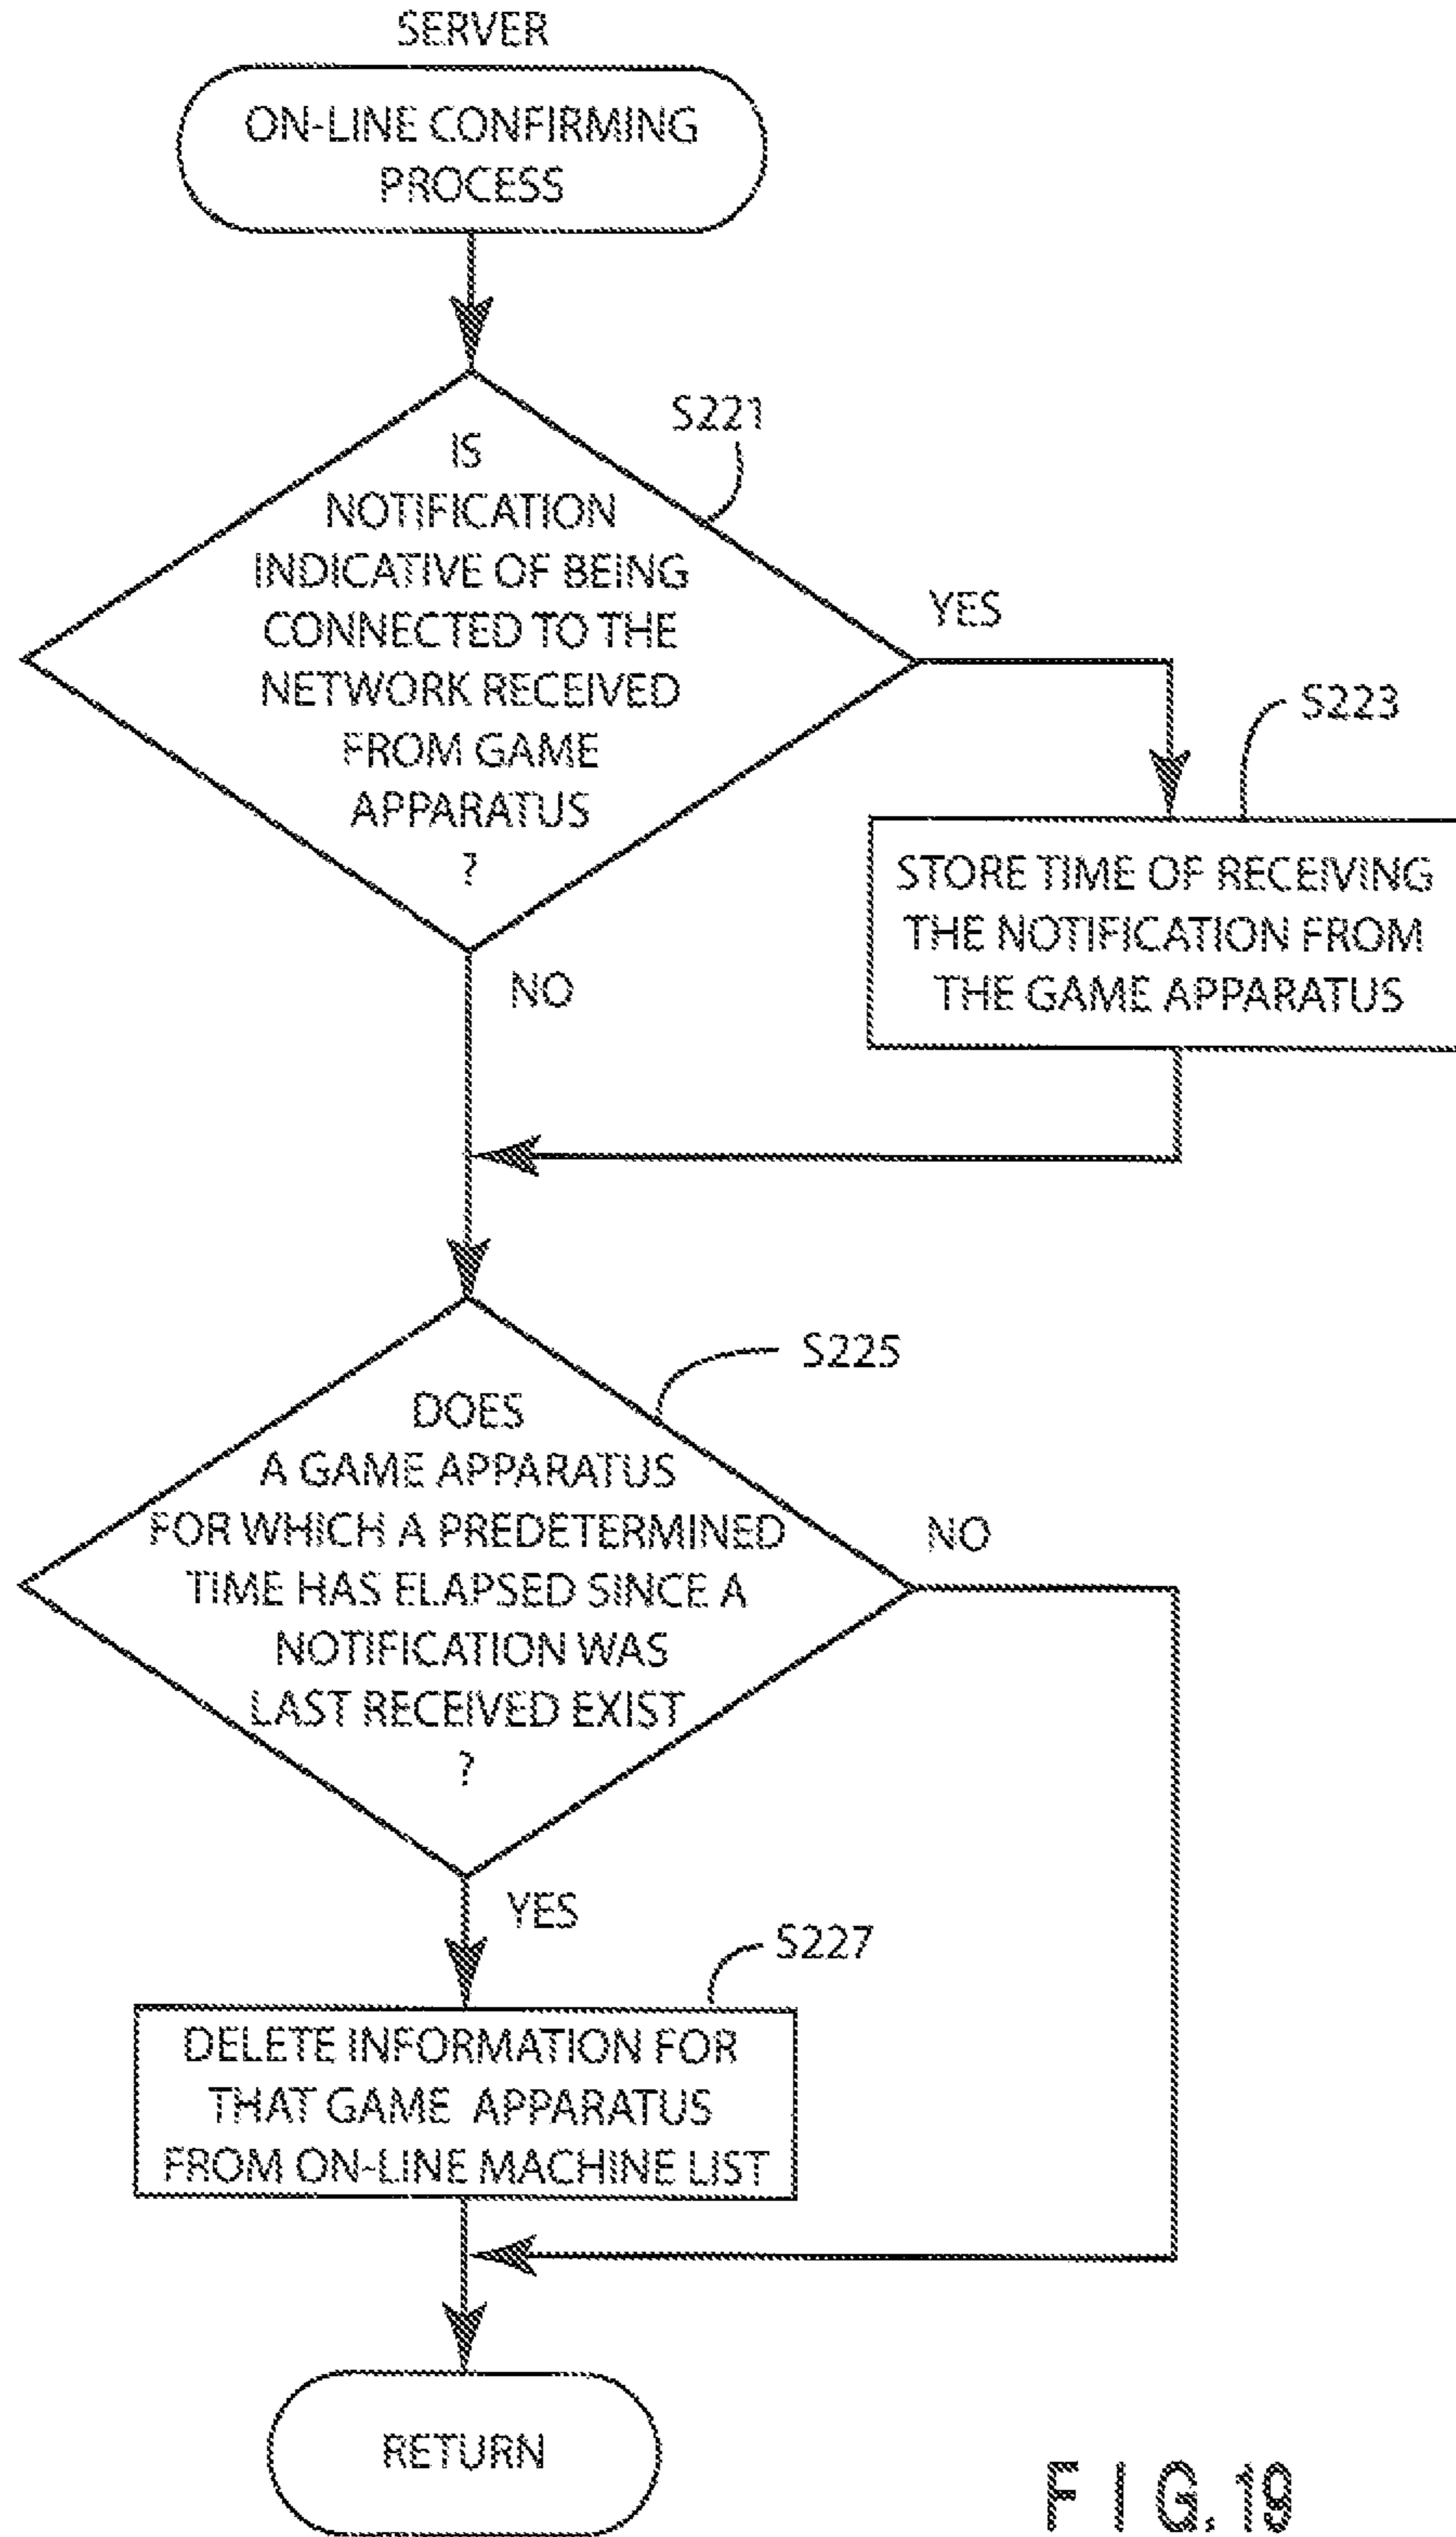 SERVER
ON-LINE CONFIRMING
PROCESS
S221
IS
NOTIFICATION
INDICATIVE OF BEING
CONNECTED TO THE
NETWORK RECEIVED
FROM GAME
APPARATUS
?
YES
S223
STORE TIME OF RECEIVING
THE NOTIFICATION FROM
THE GAME APPARATUS
NO
S225
DOES
A GAME APPARATUS
FOR WHICH A PREDETERMINED
TIME HAS ELAPSED SINCE A
NOTIFICATION WAS
LAST RECEIVED EXIST
?
NO
YES
S227
DELETE INFORMATION FOR
THAT GAME APPARATUS
FROM ON-LINE MACHINE LIST
RETURN
FIG.19